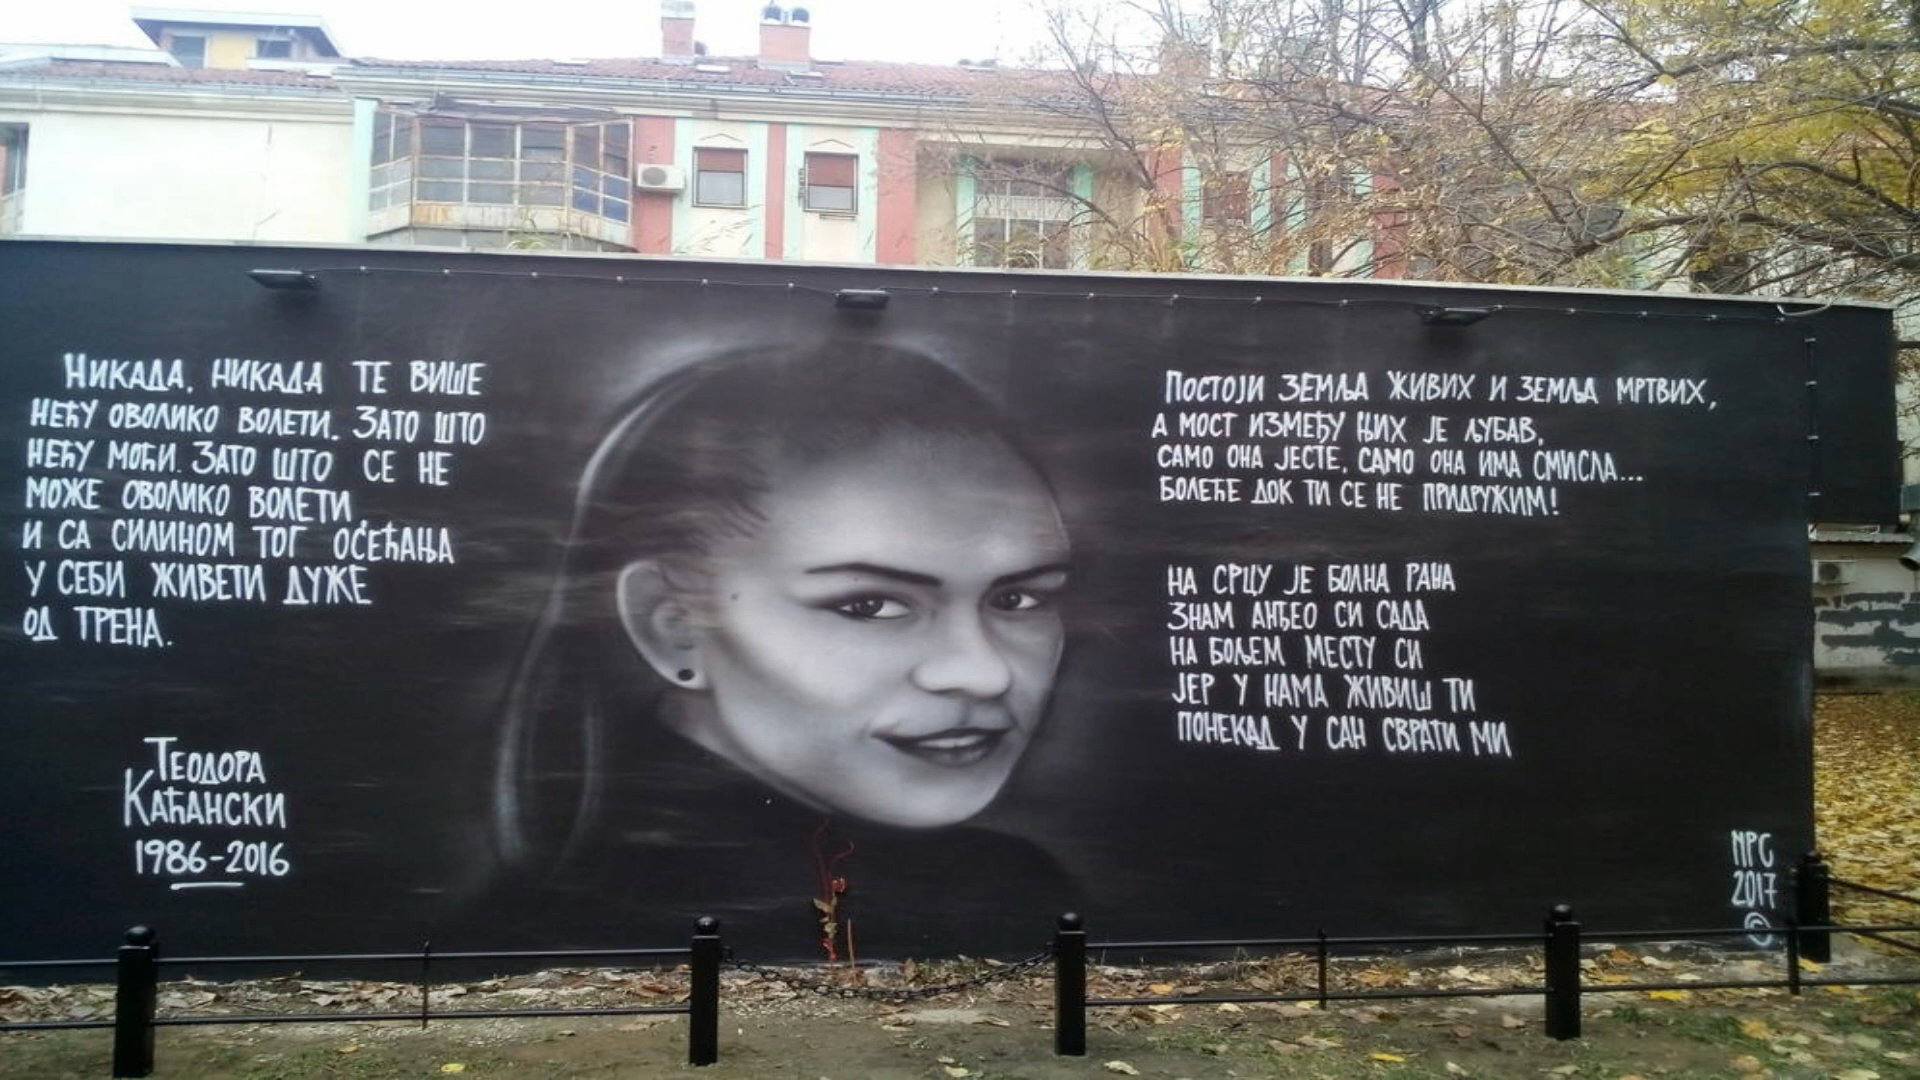 Никада, никада те више
нећу оволико волети. Зато што
нећу моћи. Зато што се не
може оволико волети
и са силином тог осећања
у себи живети дуже
од трена.
Теодора
Каћански
1986-2016
Постоји земља живих и земља мртвих,
а мост између њих је љубав,
само она јесте, само она има смисла...
Болеће док ти се не придружим!
На срцу је болна рана
знам анђео си сада
на бољем месту си
јер у нама живиш ти
понекад у сан сврати ми
NPC
2017
©